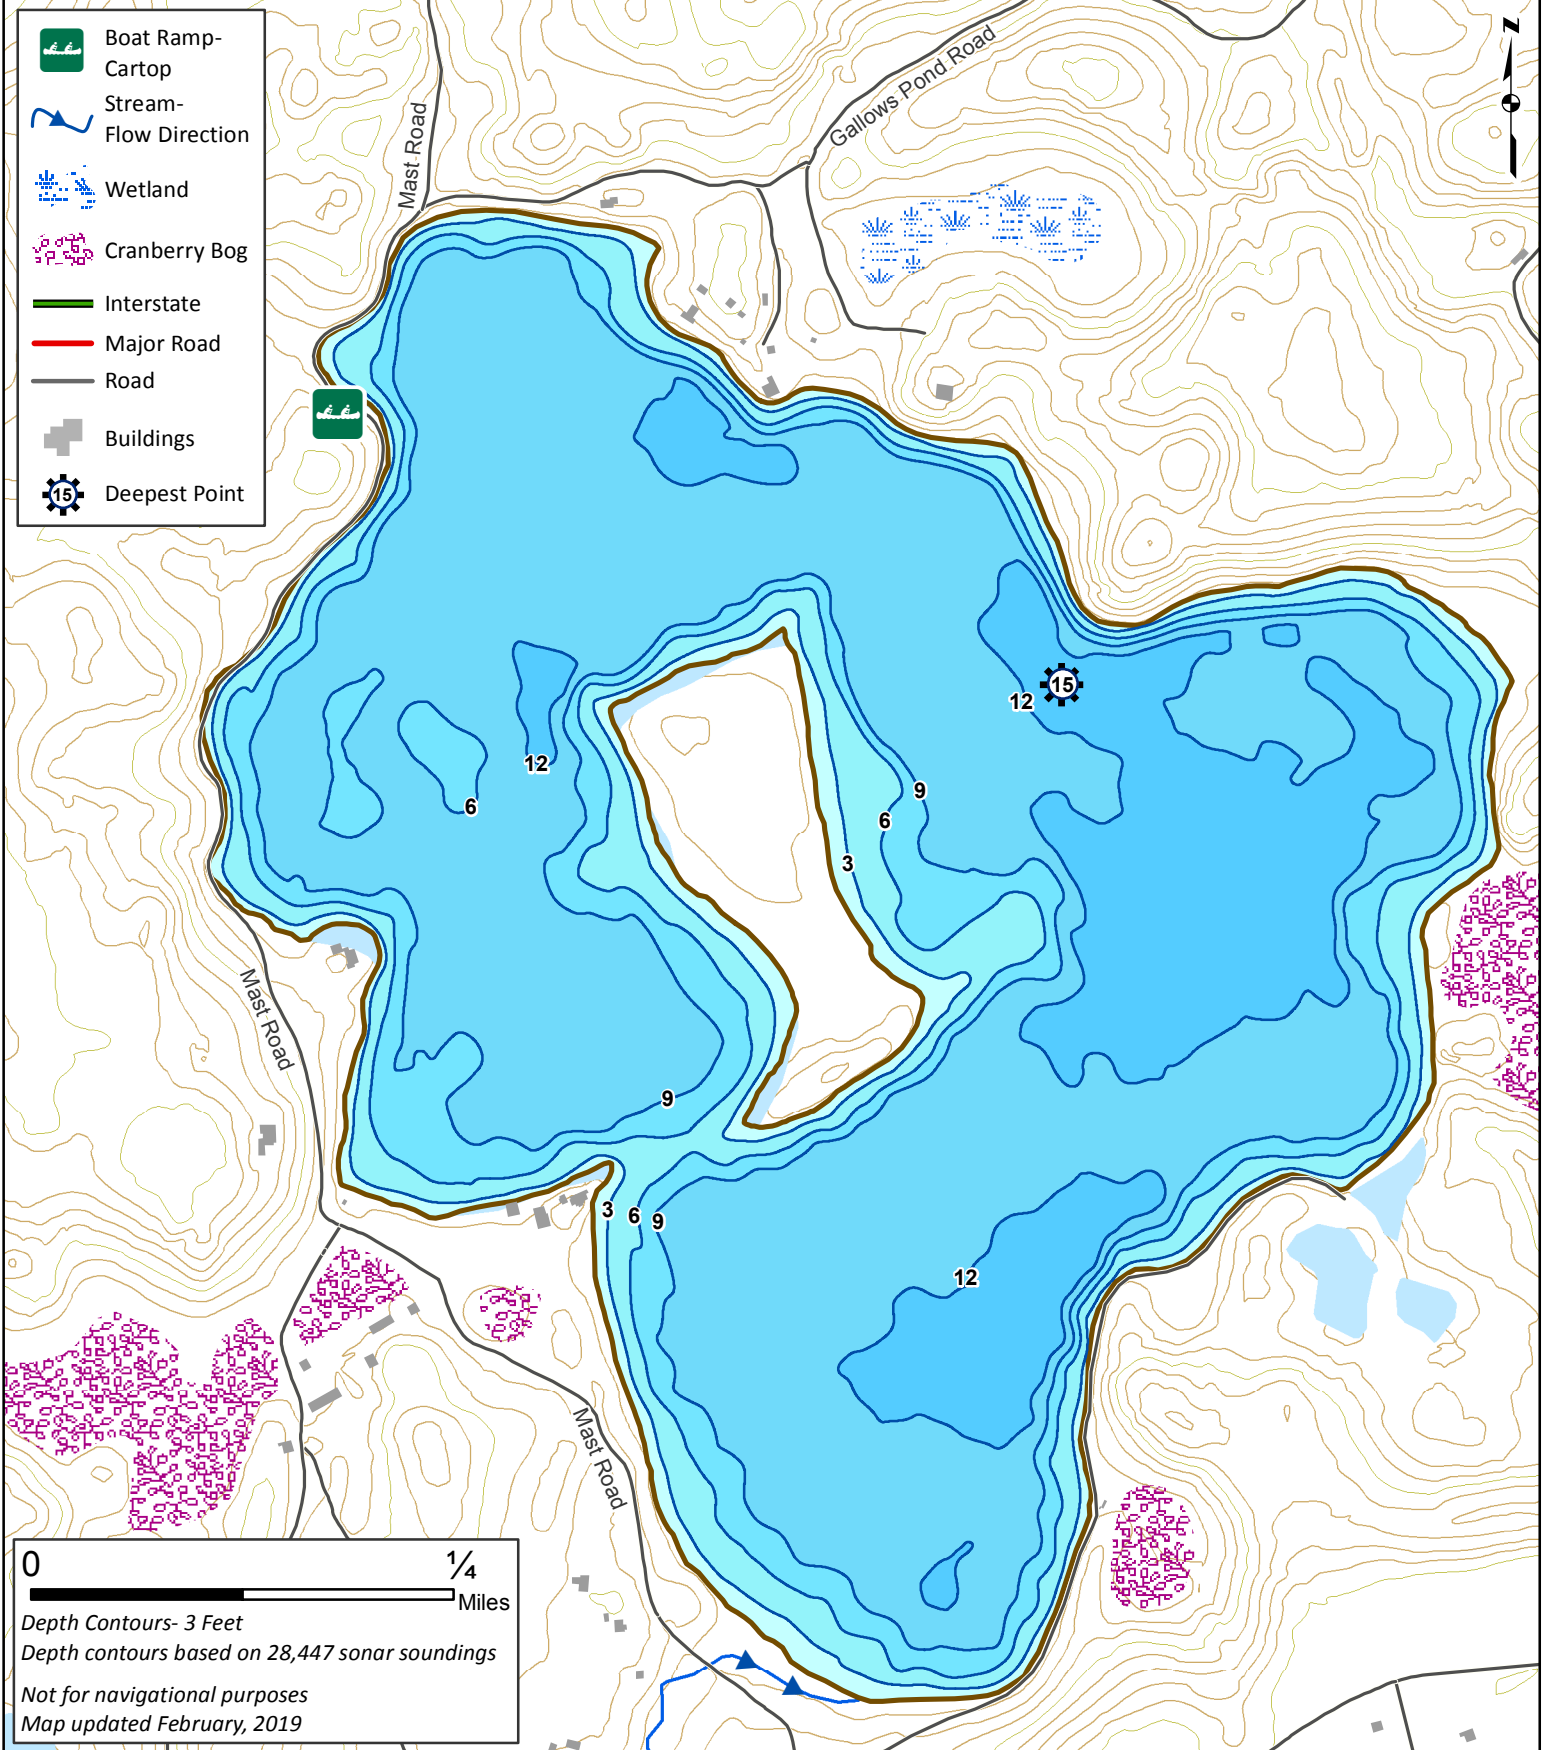 Boat Ramp-
Cartop
Stream-
Flow Direction
Wetland
Cranberry Bog
Interstate
Major Road
Road
Buildings
15 Deepest Point
Mast Road
Gallows Pond Road
N
15
12
12
6
9
6
3
Mast Road
9
3 6 9
12
Mast Road
0 ¼
Miles
Depth Contours- 3 Feet
Depth contours based on 28,447 sonar soundings
Not for navigational purposes
Map updated February, 2019